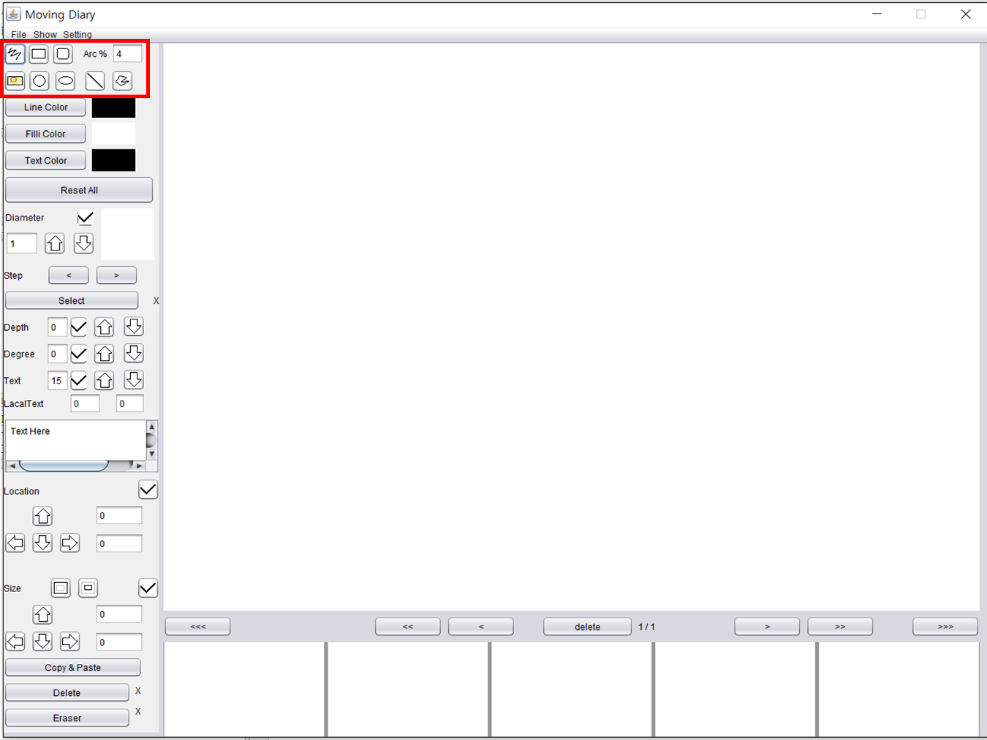 Moving Diary
File Show Setting
Arc % 4
Line Color
Filli Color
Text Color
Reset All
Diameter
1
Step < >
Select X
Depth 0
Degree 0
Text 15
LacalText 0 0
Text Here
Location
0
0
Size
0
0
<<< << < delete 1 / 1 > >> >>>
Copy & Paste
Delete X
Eraser X